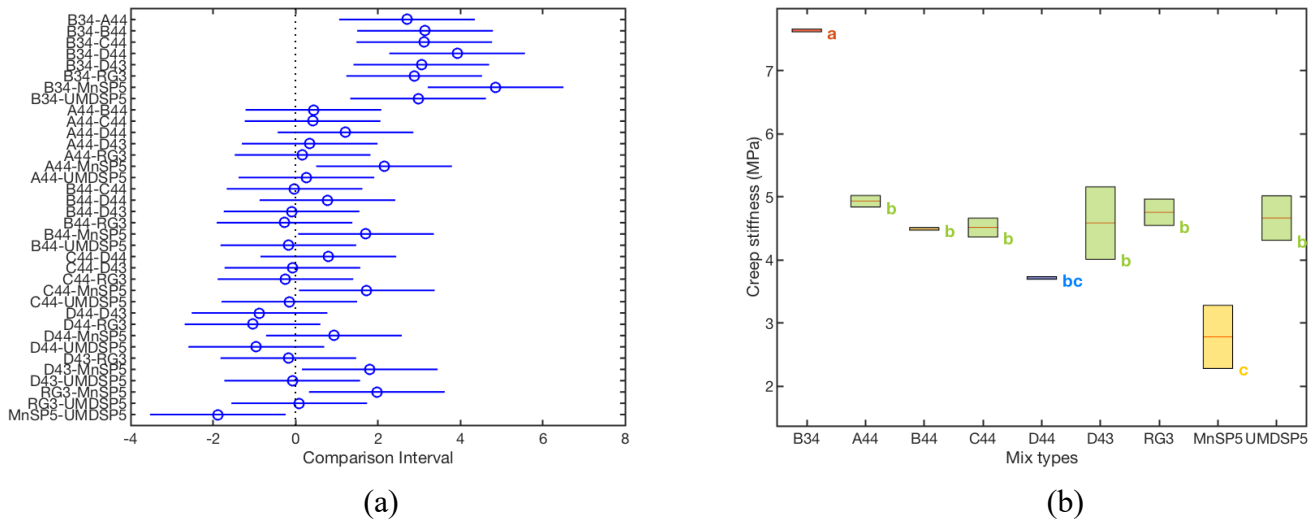 B34-A44
B34-B44
B34-C44
B34-D44
B34-D43
B34-RG3
B34-MnSP5
B34-UMDSP5
A44-B44
A44-C44
A44-D44
A44-D43
A44-RG3
A44-MnSP5
A44-UMDSP5
B44-C44
B44-D44
B44-D43
B44-RG3
B44-MnSP5
B44-UMDSP5
C44-D44
C44-D43
C44-RG3
C44-MnSP5
C44-UMDSP5
D44-D43
D44-RG3
D44-MnSP5
D44-UMDSP5
D43-RG3
D43-MnSP5
D43-UMDSP5
RG3-MnSP5
RG3-UMDSP5
MnSP5-UMDSP5
-4 -2 0 2 4 6 8
Comparison Interval
(a)
Creep stiffness (MPa)
7
6
5
4
3
2
a
b
b
b
bc
b
b
c
b
B34 A44 B44 C44 D44 D43 RG3 MnSP5 UMDSP5
Mix types
(b)